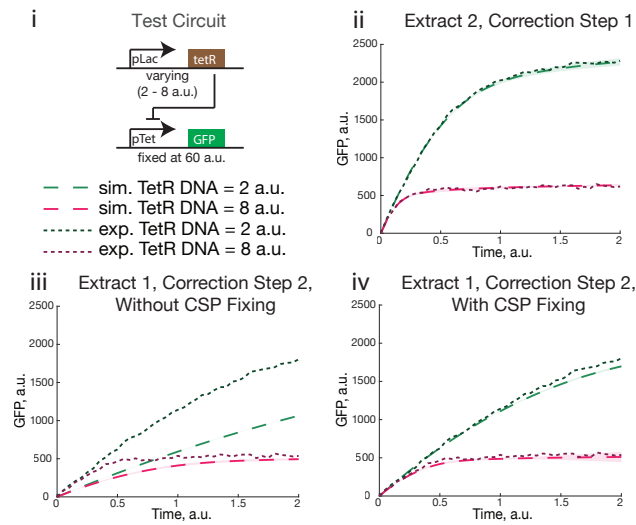 i
Test Circuit
pLac
tetR
varying
(2 - 8 a.u.)
pTet
GFP
fixed at 60 a.u.
sim. TetR DNA = 2 a.u.
sim. TetR DNA = 8 a.u.
exp. TetR DNA = 2 a.u.
exp. TetR DNA = 8 a.u.
ii
Extract 2, Correction Step 1
GFP, a.u.
2500
2000
1500
1000
500
0
0
0.5
1
1.5
2
Time, a.u.
iii
Extract 1, Correction Step 2,
Without CSP Fixing
GFP, a.u.
2500
2000
1500
1000
500
0
0
0.5
1
1.5
2
Time, a.u.
iv
Extract 1, Correction Step 2,
With CSP Fixing
GFP, a.u.
2500
2000
1500
1000
500
0
0
0.5
1
1.5
2
Time, a.u.